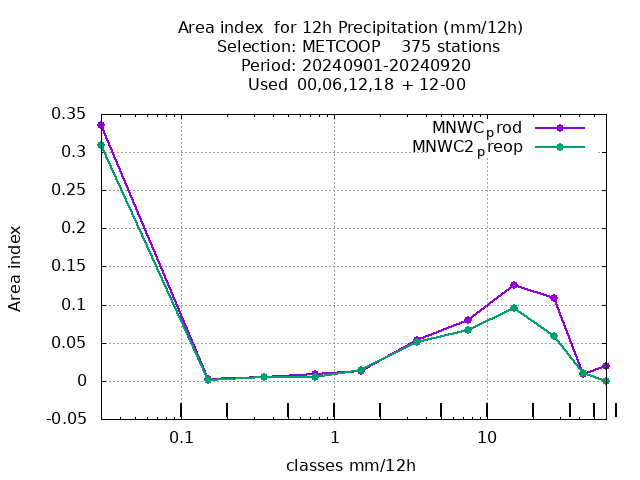 Area index  for 12h Precipitation (mm/12h)
Selection: METCOOP    375 stations
Period: 20240901-20240920
Used  00,06,12,18  + 12-00
MNWCprod
MNWC2preop
0.35
0.3
0.25
0.2
0.15
0.1
0.05
0
-0.05
Area index
0.1 1 10
classes mm/12h